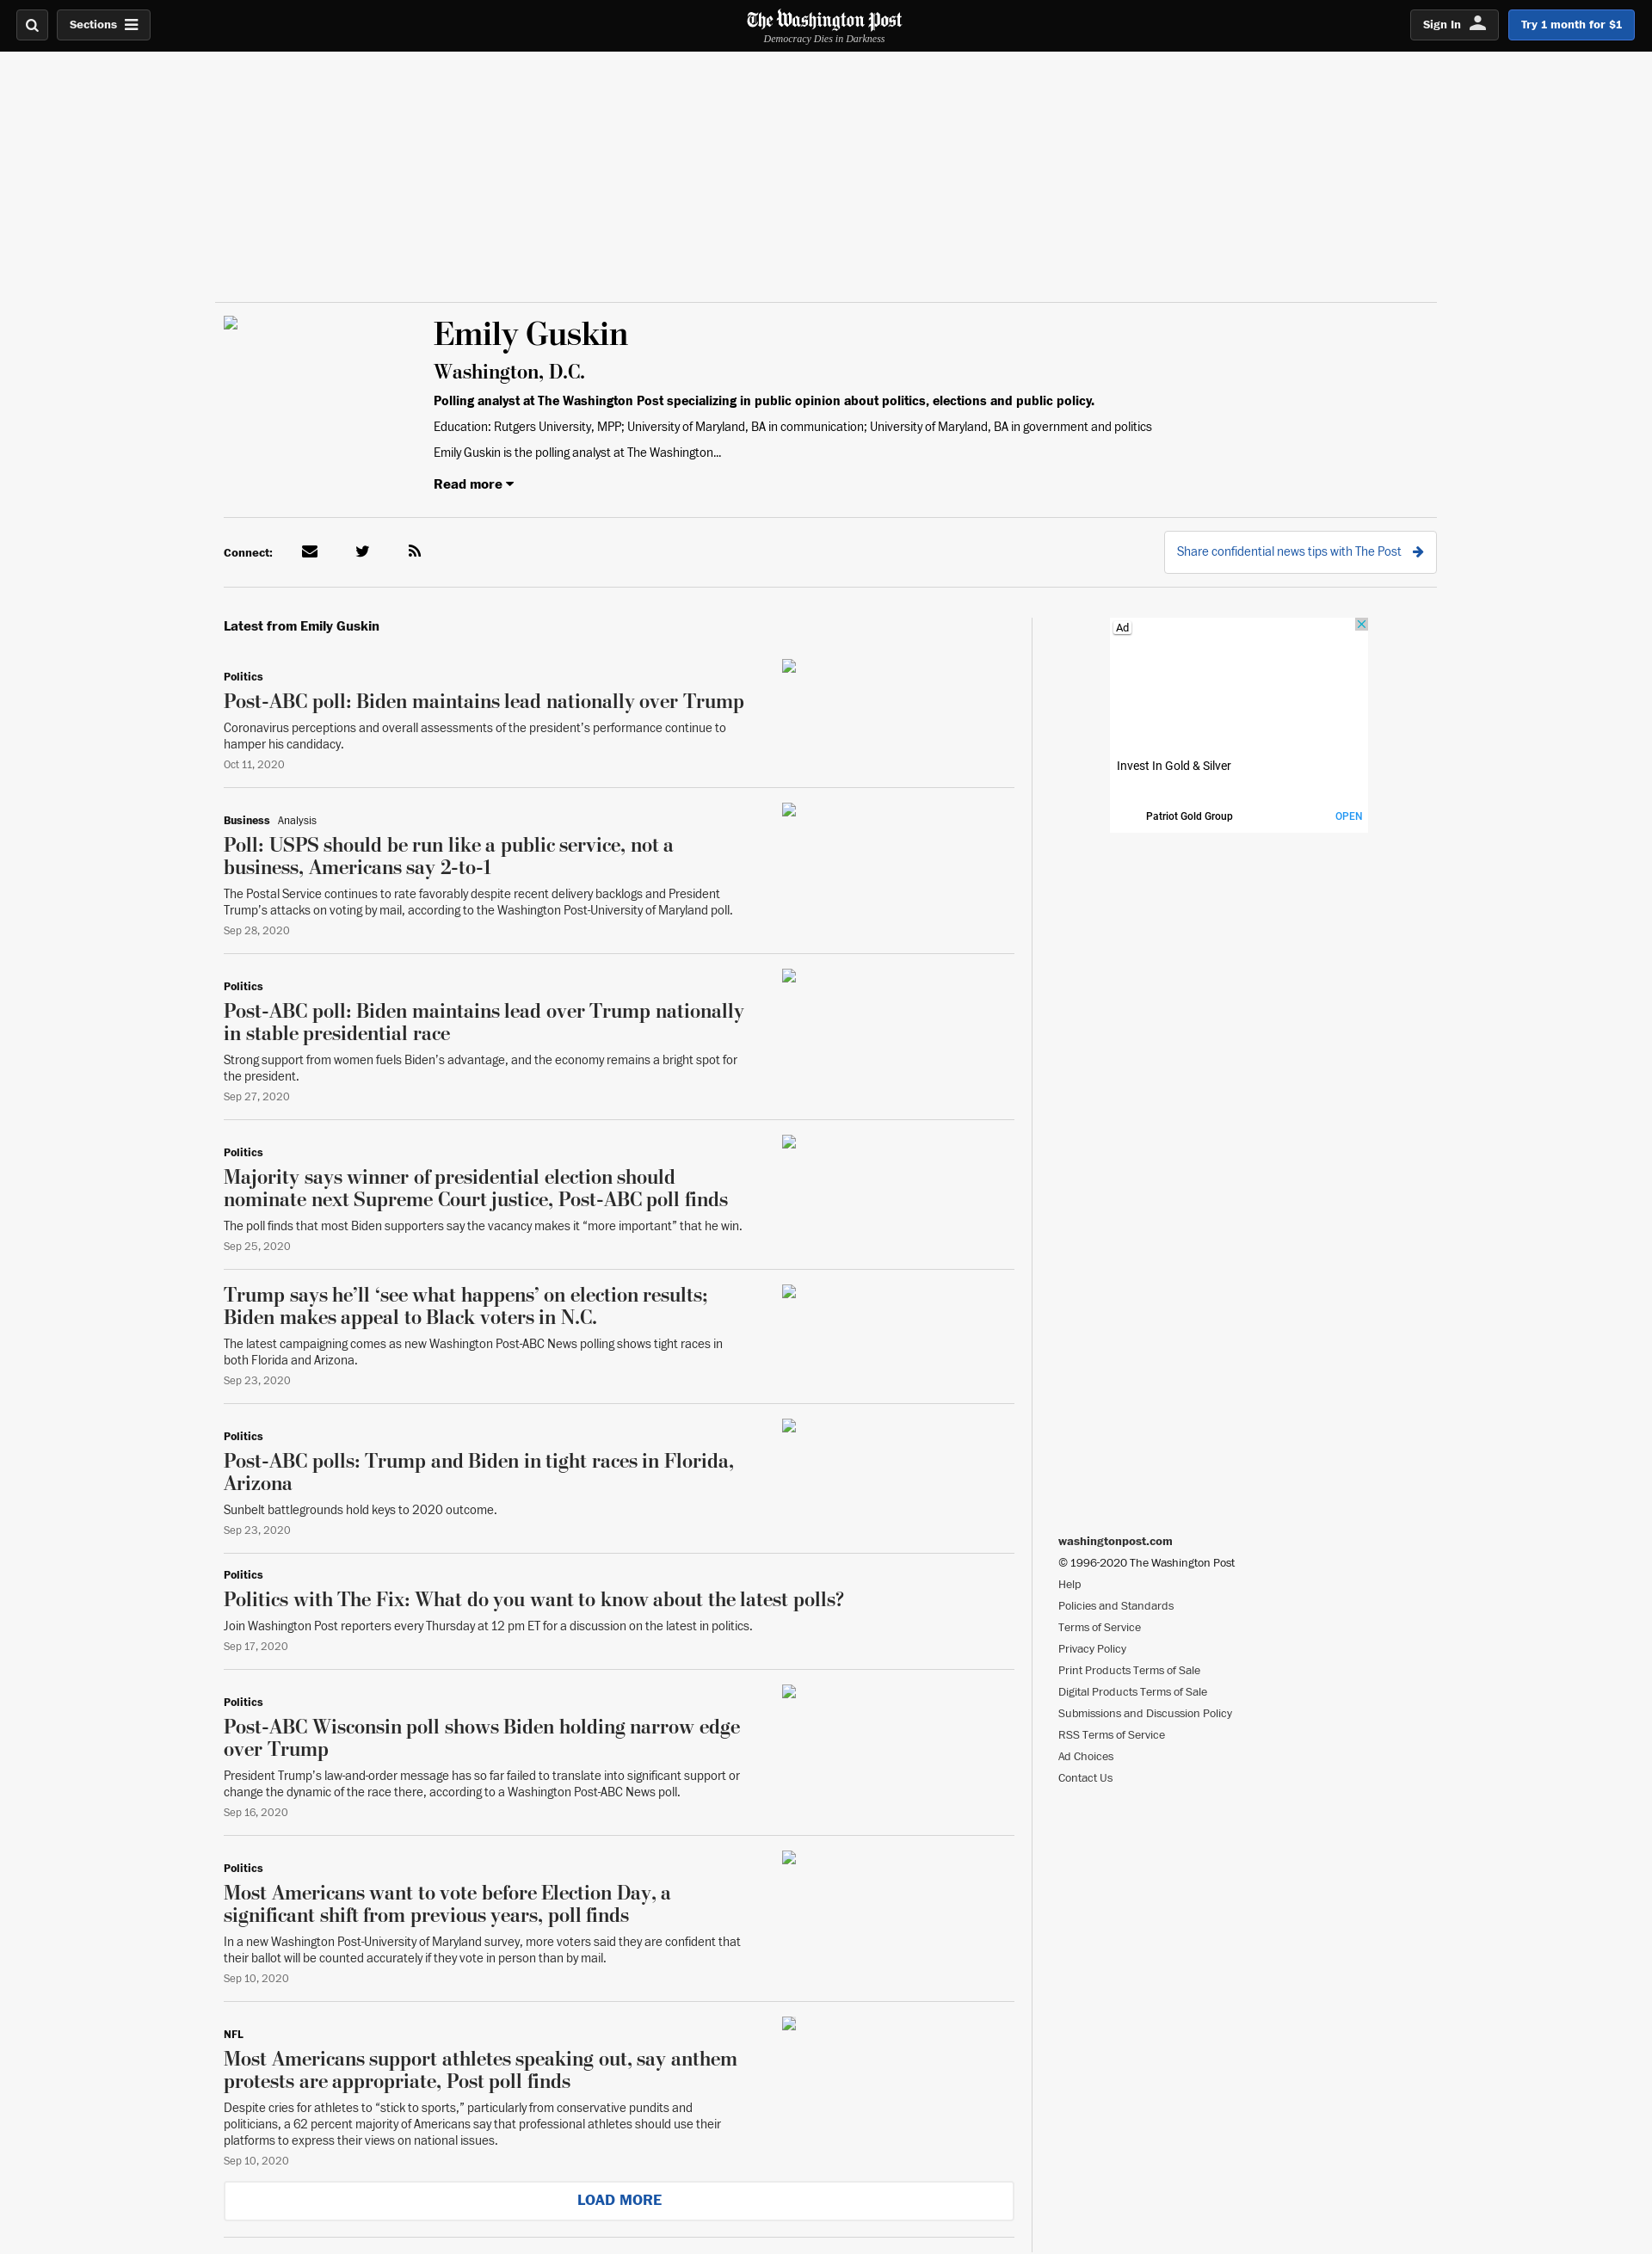 Sections
The Washington Post
Democracy Dies in Darkness
Sign In
Try 1 month for $1
Emily Guskin
Washington, D.C.
Polling analyst at The Washington Post specializing in public opinion about politics, elections and public policy.
Education: Rutgers University, MPP; University of Maryland, BA in communication; University of Maryland, BA in government and politics
Emily Guskin is the polling analyst at The Washington...
Read more
Connect:
Share confidential news tips with The Post
Latest from Emily Guskin
Politics
Post-ABC poll: Biden maintains lead nationally over Trump
Coronavirus perceptions and overall assessments of the president’s performance continue to
hamper his candidacy.
Oct 11, 2020
Business Analysis
Poll: USPS should be run like a public service, not a
business, Americans say 2-to-1
The Postal Service continues to rate favorably despite recent delivery backlogs and President
Trump’s attacks on voting by mail, according to the Washington Post-University of Maryland poll.
Sep 28, 2020
Politics
Post-ABC poll: Biden maintains lead over Trump nationally
in stable presidential race
Strong support from women fuels Biden’s advantage, and the economy remains a bright spot for
the president.
Sep 27, 2020
Politics
Majority says winner of presidential election should
nominate next Supreme Court justice, Post-ABC poll finds
The poll finds that most Biden supporters say the vacancy makes it “more important” that he win.
Sep 25, 2020
Trump says he’ll ‘see what happens’ on election results;
Biden makes appeal to Black voters in N.C.
The latest campaigning comes as new Washington Post-ABC News polling shows tight races in
both Florida and Arizona.
Sep 23, 2020
Politics
Post-ABC polls: Trump and Biden in tight races in Florida,
Arizona
Sunbelt battlegrounds hold keys to 2020 outcome.
Sep 23, 2020
Politics
Politics with The Fix: What do you want to know about the latest polls?
Join Washington Post reporters every Thursday at 12 pm ET for a discussion on the latest in politics.
Sep 17, 2020
Politics
Post-ABC Wisconsin poll shows Biden holding narrow edge
over Trump
President Trump’s law-and-order message has so far failed to translate into significant support or
change the dynamic of the race there, according to a Washington Post-ABC News poll.
Sep 16, 2020
Politics
Most Americans want to vote before Election Day, a
significant shift from previous years, poll finds
In a new Washington Post-University of Maryland survey, more voters said they are confident that
their ballot will be counted accurately if they vote in person than by mail.
Sep 10, 2020
NFL
Most Americans support athletes speaking out, say anthem
protests are appropriate, Post poll finds
Despite cries for athletes to “stick to sports,” particularly from conservative pundits and
politicians, a 62 percent majority of Americans say that professional athletes should use their
platforms to express their views on national issues.
Sep 10, 2020
LOAD MORE
Ad
Invest In Gold & Silver
Patriot Gold Group
OPEN
washingtonpost.com
© 1996-2020 The Washington Post
Help
Policies and Standards
Terms of Service
Privacy Policy
Print Products Terms of Sale
Digital Products Terms of Sale
Submissions and Discussion Policy
RSS Terms of Service
Ad Choices
Contact Us